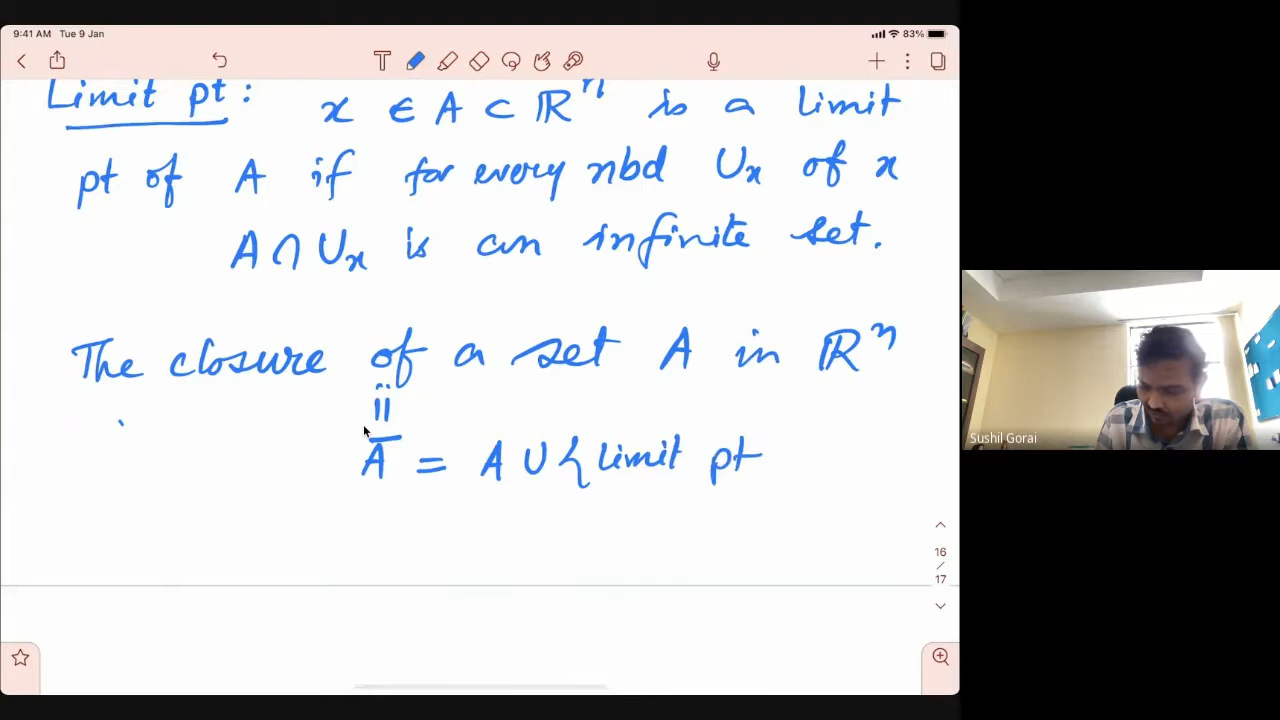 9:41 AM Tue 9 Jan
83%
Limit pt: x ∈ A ⊂ ℝⁿ is a limit
pt of A if for every nbd Uₓ of x
A ∩ Uₓ is an infinite set.
The closure of a set A in ℝⁿ
Ā = A ∪ { limit pt
Sushil Gorai
16
/
17